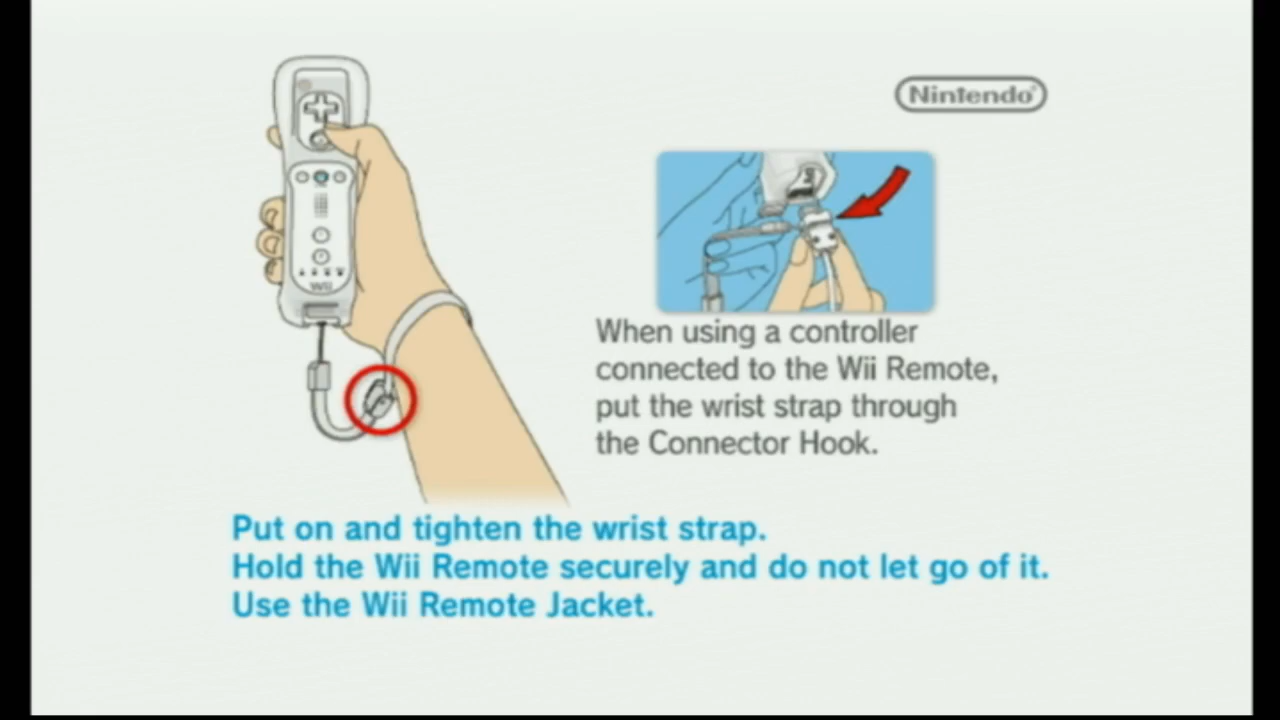 Nintendo
Wii
When using a controller
connected to the Wii Remote,
put the wrist strap through
the Connector Hook.
Put on and tighten the wrist strap.
Hold the Wii Remote securely and do not let go of it.
Use the Wii Remote Jacket.